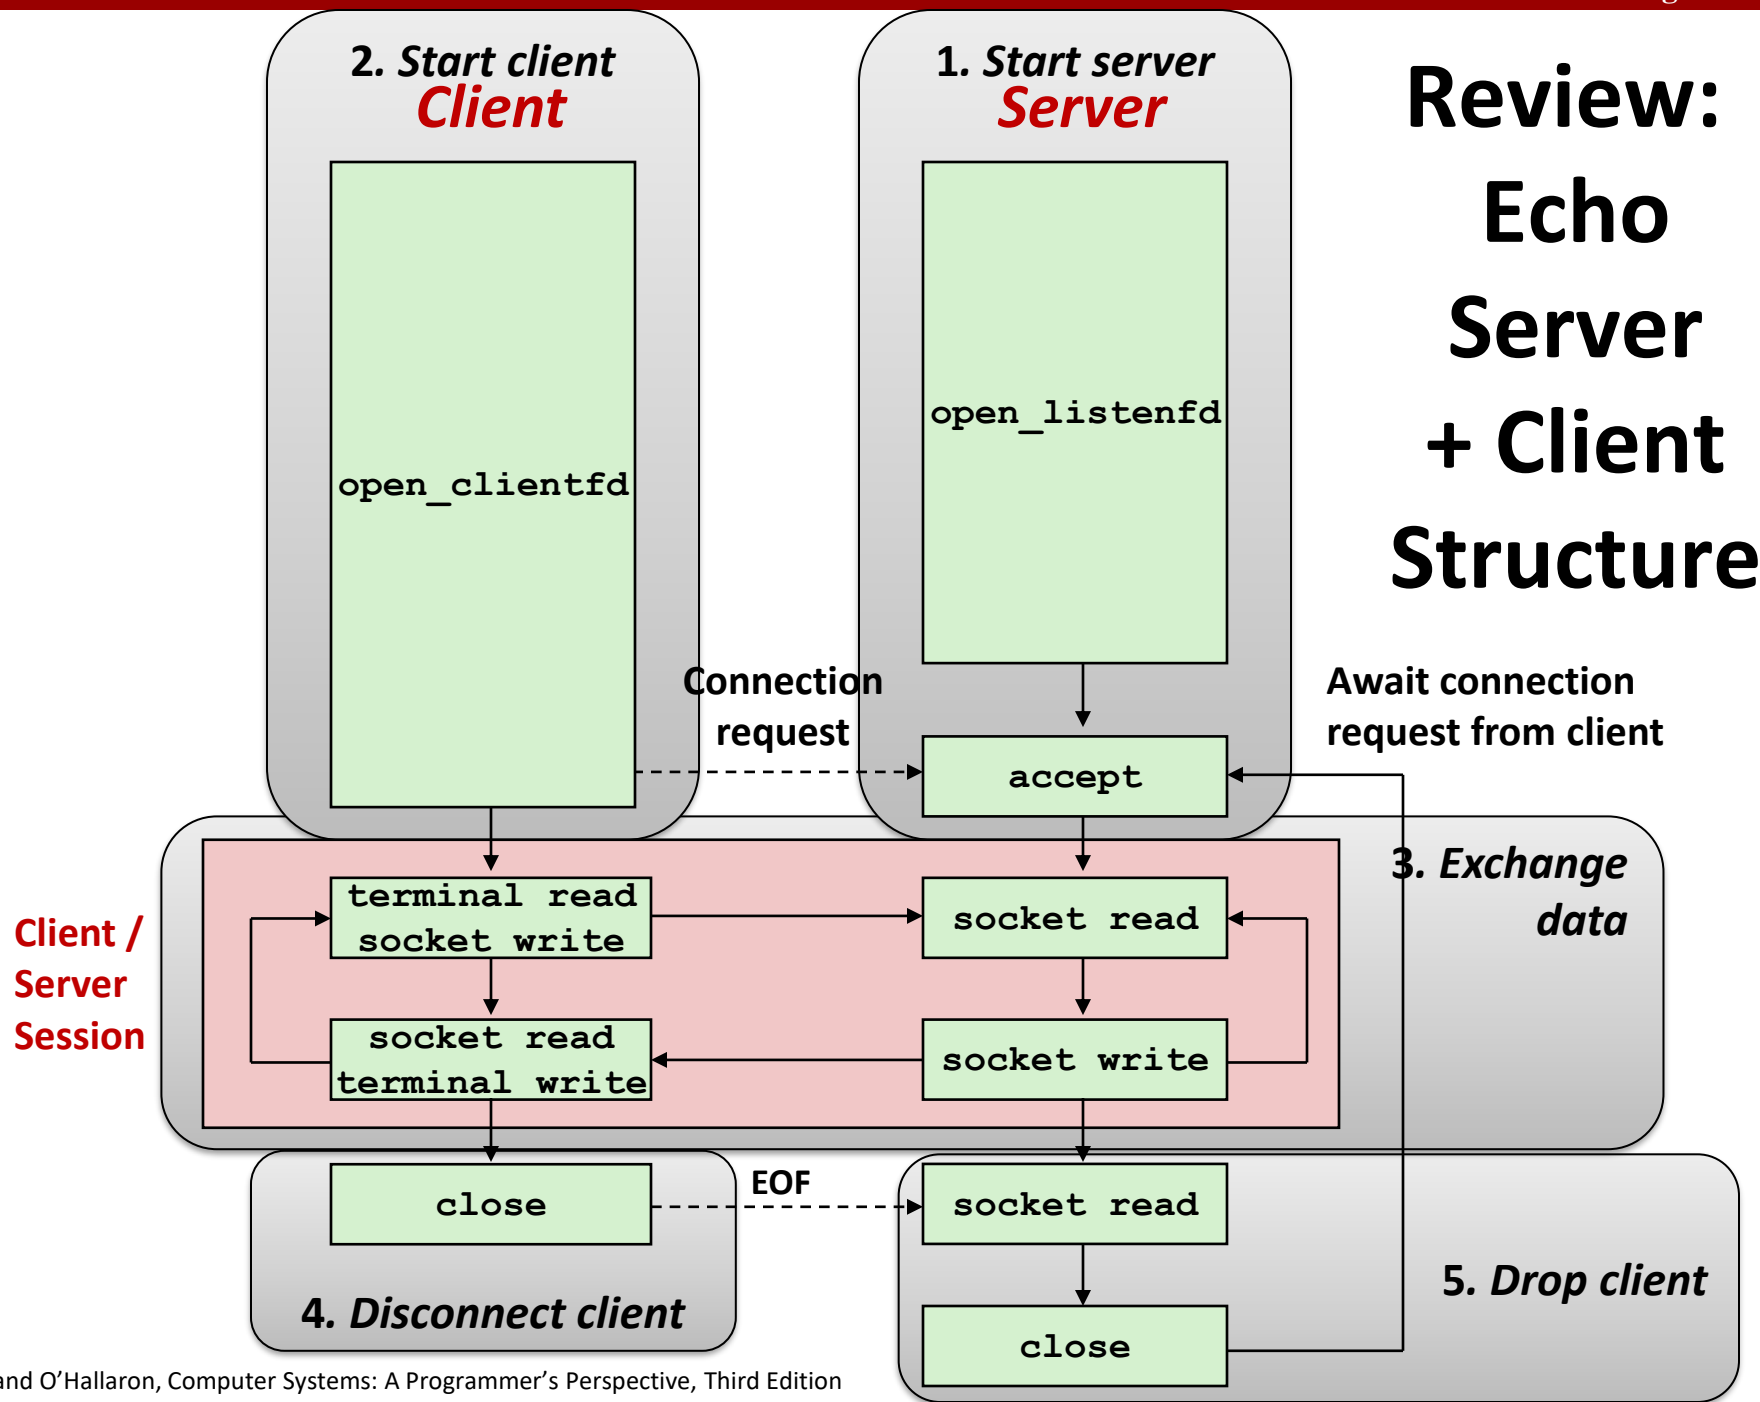 2. Start client
Client
1. Start server
Server
Review:
Echo
Server
+ Client
Structure
open_clientfd
open_listenfd
Connection
request
Await connection
request from client
accept
3. Exchange
data
Client /
Server
Session
terminal read
socket write
socket read
socket read
terminal write
socket write
close
EOF
socket read
4. Disconnect client
5. Drop client
close
and O'Hallaron, Computer Systems: A Programmer's Perspective, Third Edition